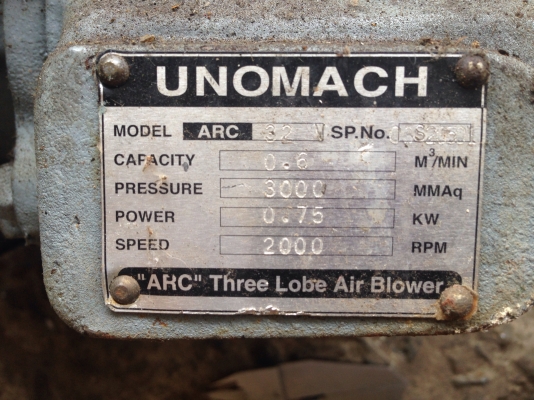 UNOMACH
MODEL ARC 32 SP.No.
CAPACITY 0.6 M³/MIN
PRESSURE 3000 MMAq
POWER 0.75 KW
SPEED 2000 RPM
"ARC" Three Lobe Air Blower